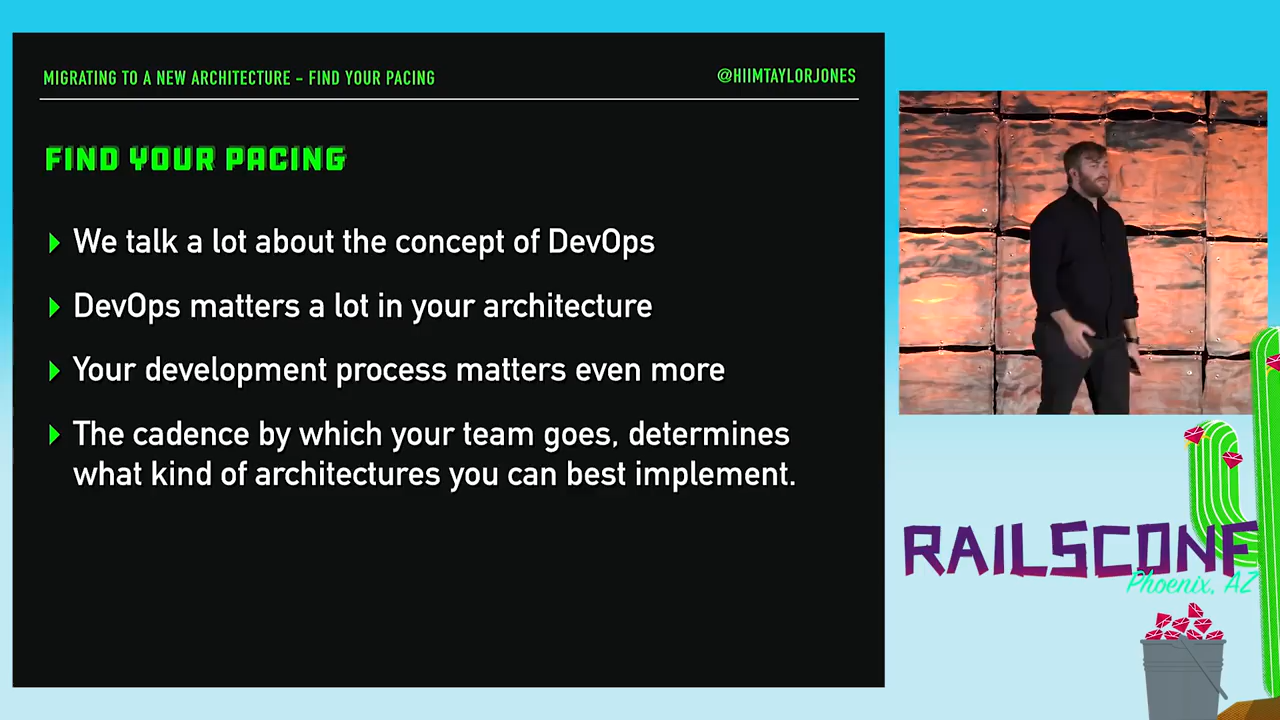 MIGRATING TO A NEW ARCHITECTURE – FIND YOUR PACING
@HIIMTAYLORJONES
FIND YOUR PACING
We talk a lot about the concept of DevOps
DevOps matters a lot in your architecture
Your development process matters even more
The cadence by which your team goes, determines
what kind of architectures you can best implement.
RAILSCONF
Phoenix, AZ